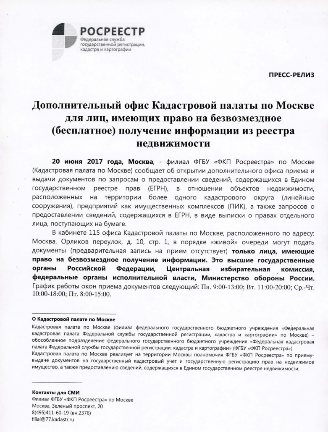 РОСРЕЕСТР
Федеральная служба
государственной регистрации,
кадастра и картографии
ПРЕСС-РЕЛИЗ
Дополнительный офис Кадастровой палаты по Москве
для лиц, имеющих право на безвозмездное
(бесплатное) получение информации из реестра
недвижимости
20 июня 2017 года, Москва, - филиал ФГБУ «ФКП Росреестра» по Москве
(Кадастровая палата по Москве) сообщает об открытии дополнительного офиса приема и
выдачи документов по запросам о предоставлении сведений, содержащихся в Едином
государственном реестре прав (ЕГРН), в отношении объектов недвижимости,
расположенных на территории более одного кадастрового округа (линейные
сооружения), предприятий как имущественных комплексов (ПИК), а также запросов о
предоставлении сведений, содержащихся в ЕГРН, в виде выписки о правах отдельного
лица, поступающих на бумаге.
В кабинете 115 офиса Кадастровой палаты по Москве, расположенного по адресу:
Москва, Орликов переулок, д. 10, стр. 1, в порядке «живой» очереди могут подать
документы (предварительная запись на прием отсутствует) только лица, имеющие
право на безвозмездное получение информации. Это высшие государственные
органы Российской Федерации, Центральная избирательная комиссия,
федеральные органы исполнительной власти, Министерство обороны России.
График работы окон приема документов следующий: Пн. 9:00-13:00; Вт. 11:00-20:00; Ср.-Чт.
10:00-18:00; Пт. 8:00-15:00.
О Кадастровой палате по Москве
Кадастровая палата по Москве (филиал федерального государственного бюджетного учреждения «Федеральная
кадастровая палата Федеральной службы государственной регистрации, кадастра и картографии» по Москве) –
обособленное подразделение федерального государственного бюджетного учреждения «Федеральная кадастровая
палата Федеральной службы государственной регистрации, кадастра и картографии» (ФГБУ «ФКП Росреестра»).
Кадастровая палата по Москве реализует на территории Москвы полномочия ФГБУ «ФКП Росреестра» по приему-
выдаче документов на государственный кадастровый учет и государственную регистрацию прав на недвижимое
имущество, а также предоставлению сведений, содержащихся в Едином государственном реестре недвижимости.
Контакты для СМИ
Филиал ФГБУ «ФКП Росреестра» по Москве
Москва, Зеленый проспект, 20
8(495)411-60-19 (вн 2376)